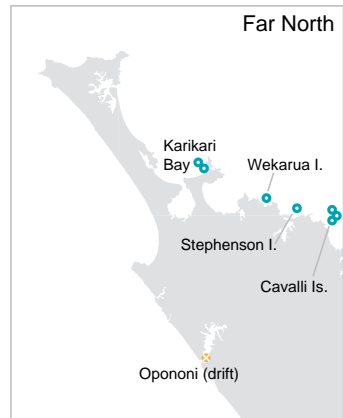 Far North
Karikari
Bay
Wekarua I.
Stephenson I.
Cavalli Is.
Opononi (drift)